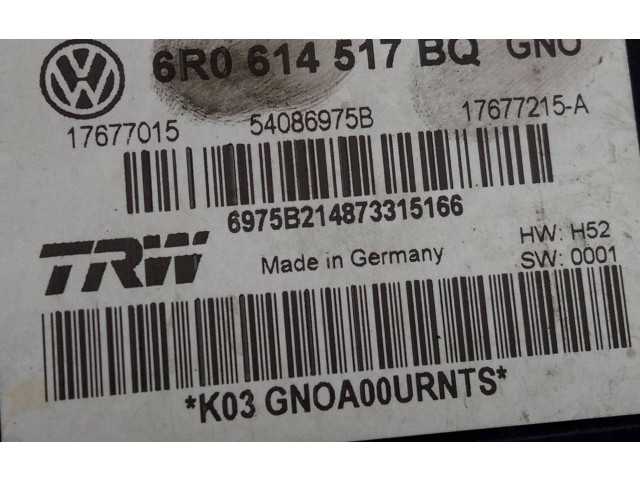 6R0 614 517 BQ GNO
17677015 54086975B 17677215-A
6975B214873315166
TRW Made in Germany HW: H52
SW: 0001
*K03 GNOA00URNTS*